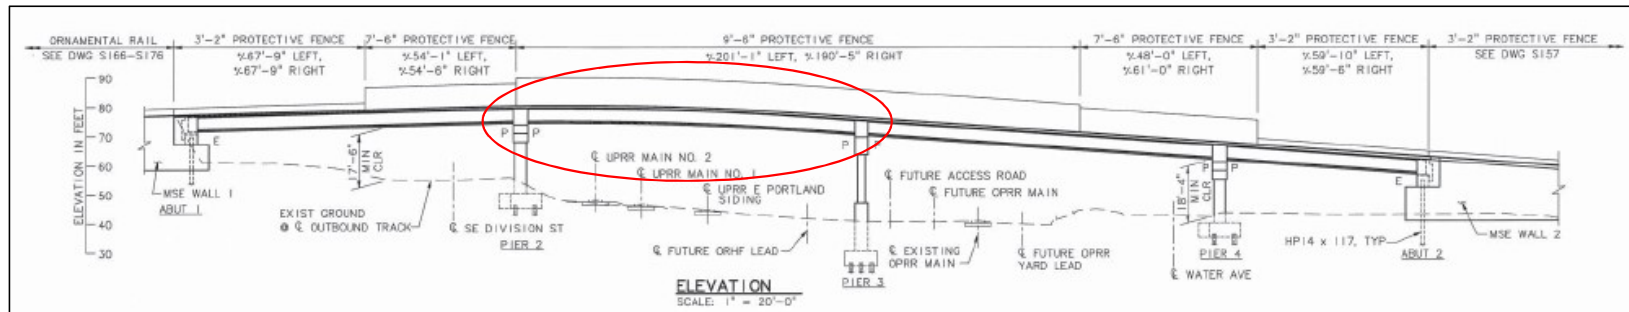 ORNAMENTAL RAIL
SEE DWG S166-S176
3'-2" PROTECTIVE FENCE
67'-9" LEFT,
67'-9" RIGHT
7'-6" PROTECTIVE FENCE
54'-1" LEFT,
54'-6" RIGHT
9'-6" PROTECTIVE FENCE
201'-1" LEFT, 190'-5" RIGHT
7'-6" PROTECTIVE FENCE
48'-0" LEFT,
61'-0" RIGHT
3'-2" PROTECTIVE FENCE
59'-10" LEFT,
59'-6" RIGHT
3'-2" PROTECTIVE FENCE
SEE DWG S157
ELEVATION IN FEET
90
80
70
60
50
40
30
E
P P
P
P P
E
17'-6"
MIN
CLR
18'-4"
MIN
CLR
MSE WALL 1
ABUT 1
EXIST GROUND
@ ℄ OUTBOUND TRACK
℄ SE DIVISION ST
PIER 2
℄ UPRR MAIN NO. 2
℄ UPRR MAIN NO. 1
℄ UPRR E PORTLAND
SIDING
℄ FUTURE ORHF LEAD
PIER 3
℄ FUTURE ACCESS ROAD
℄ FUTURE OPRR MAIN
℄ EXISTING
OPRR MAIN
℄ FUTURE OPRR
YARD LEAD
PIER 4
℄ WATER AVE
HP14 x 117, TYP
ABUT 2
MSE WALL 2
ELEVATION
SCALE: 1" = 20'-0"